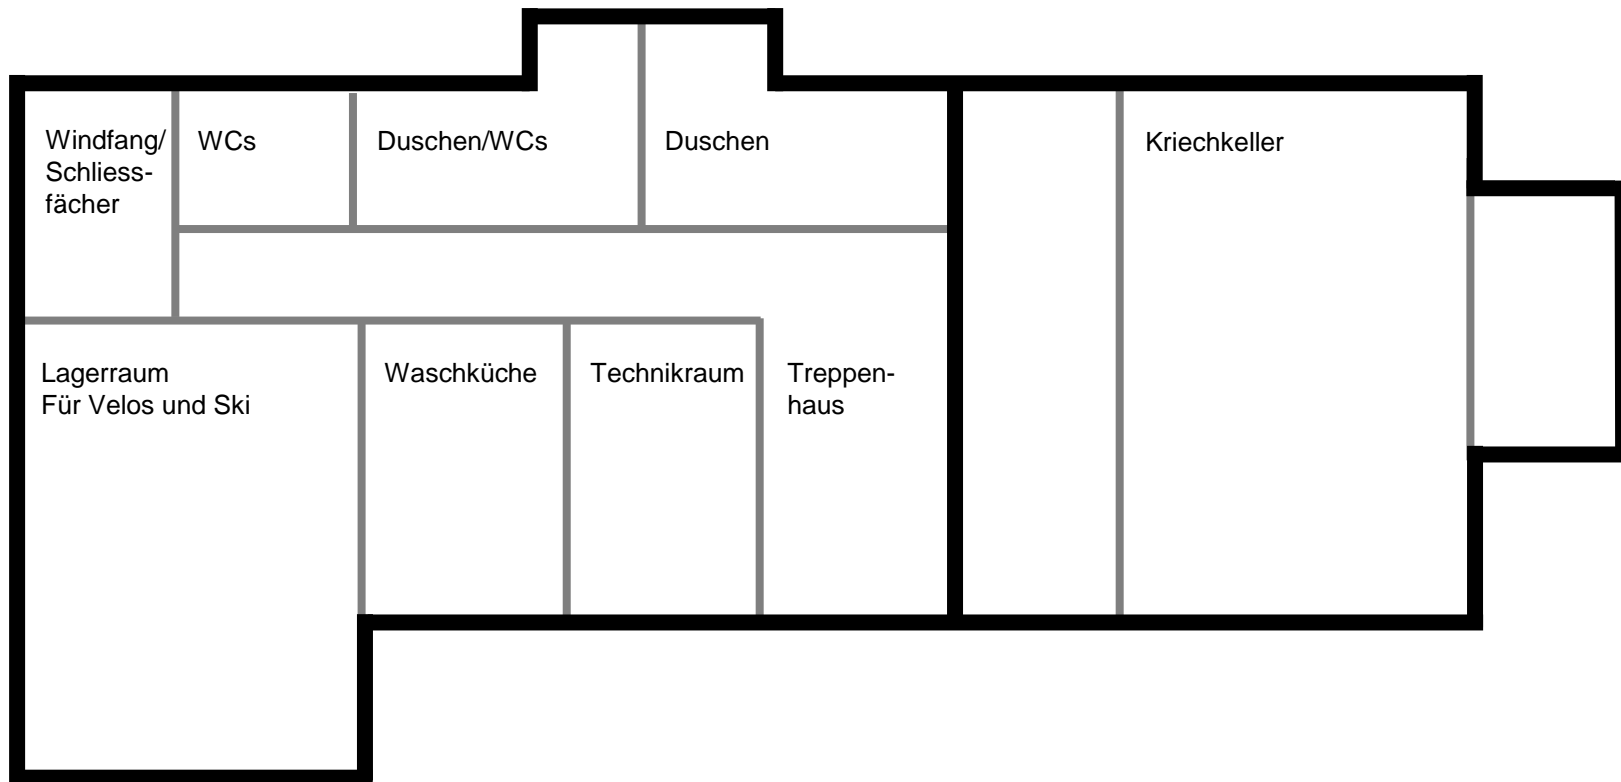 Windfang/
Schliess-
fächer
WCs
Duschen/WCs
Duschen
Kriechkeller
Lagerraum
Für Velos und Ski
Waschküche
Technikraum
Treppen-
haus